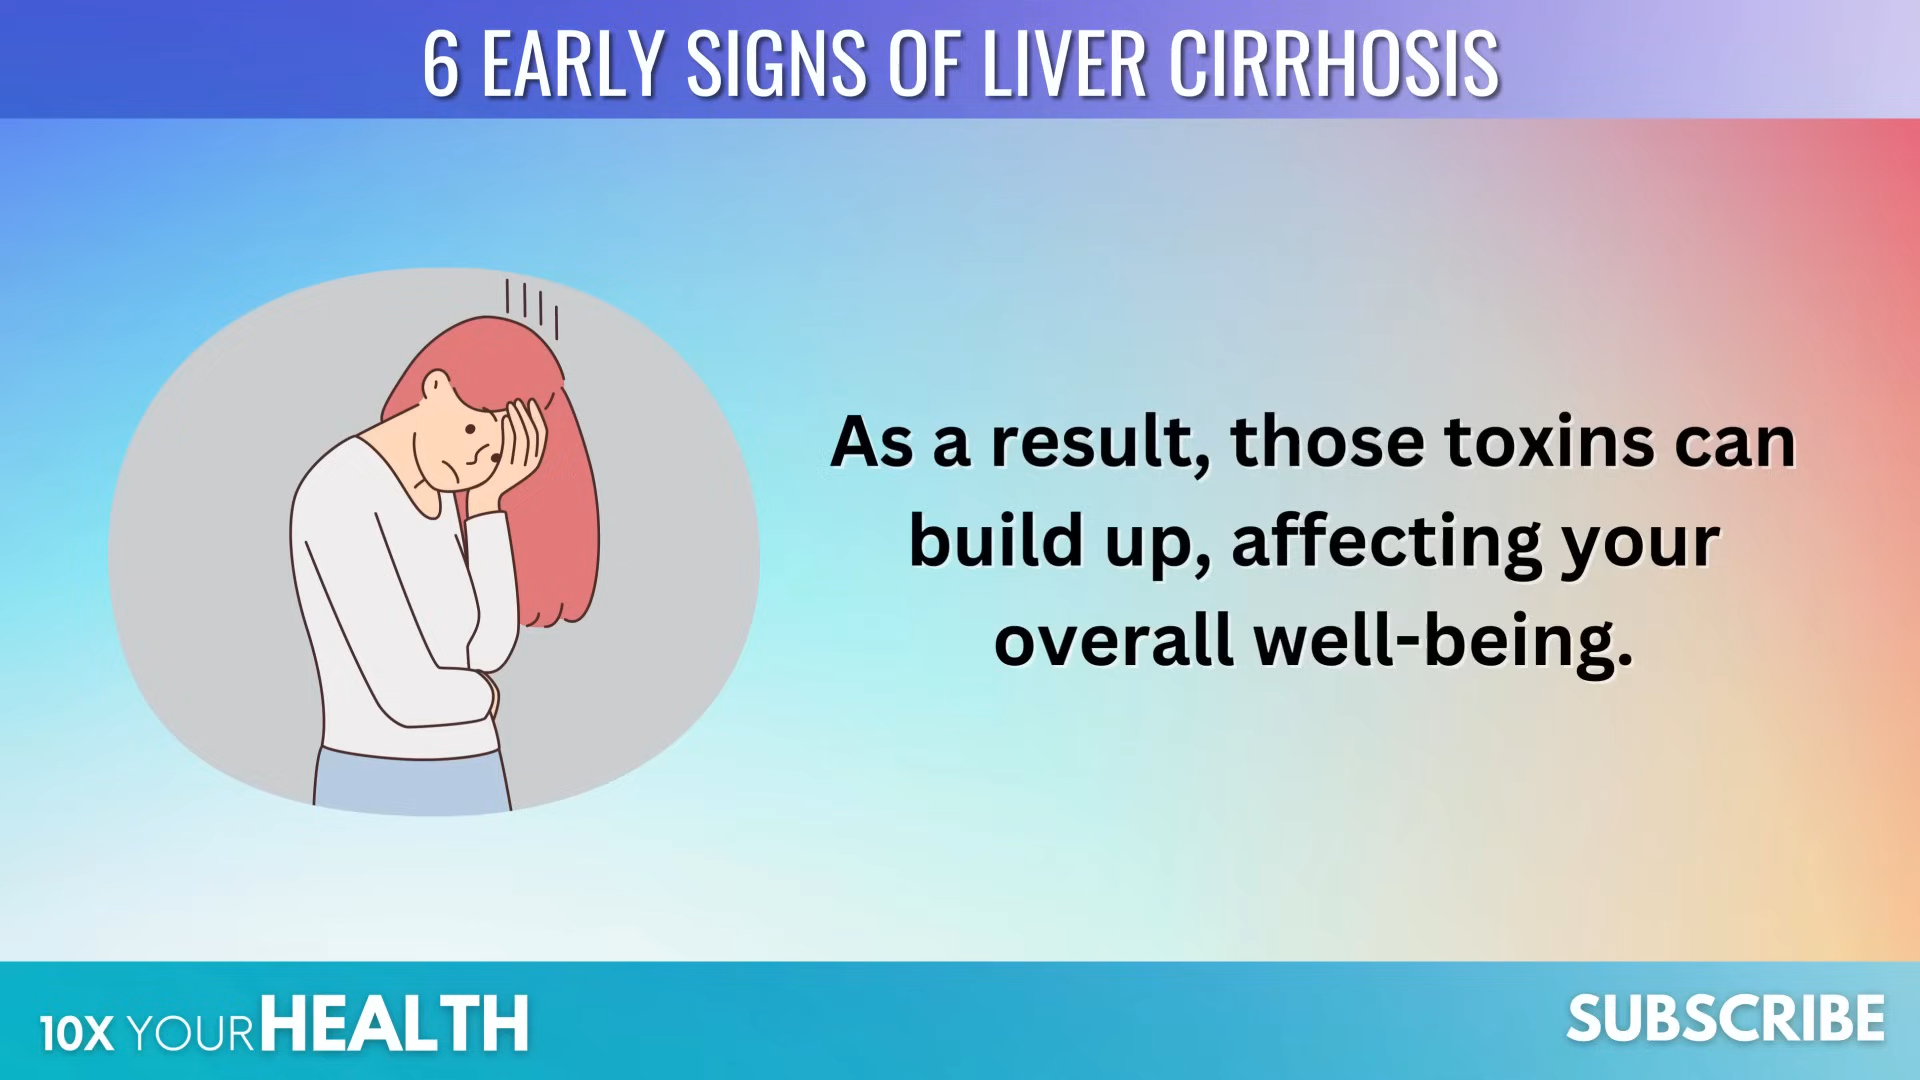 6 EARLY SIGNS OF LIVER CIRRHOSIS
As a result, those toxins can
build up, affecting your
overall well-being.
10X YOUR HEALTH
SUBSCRIBE